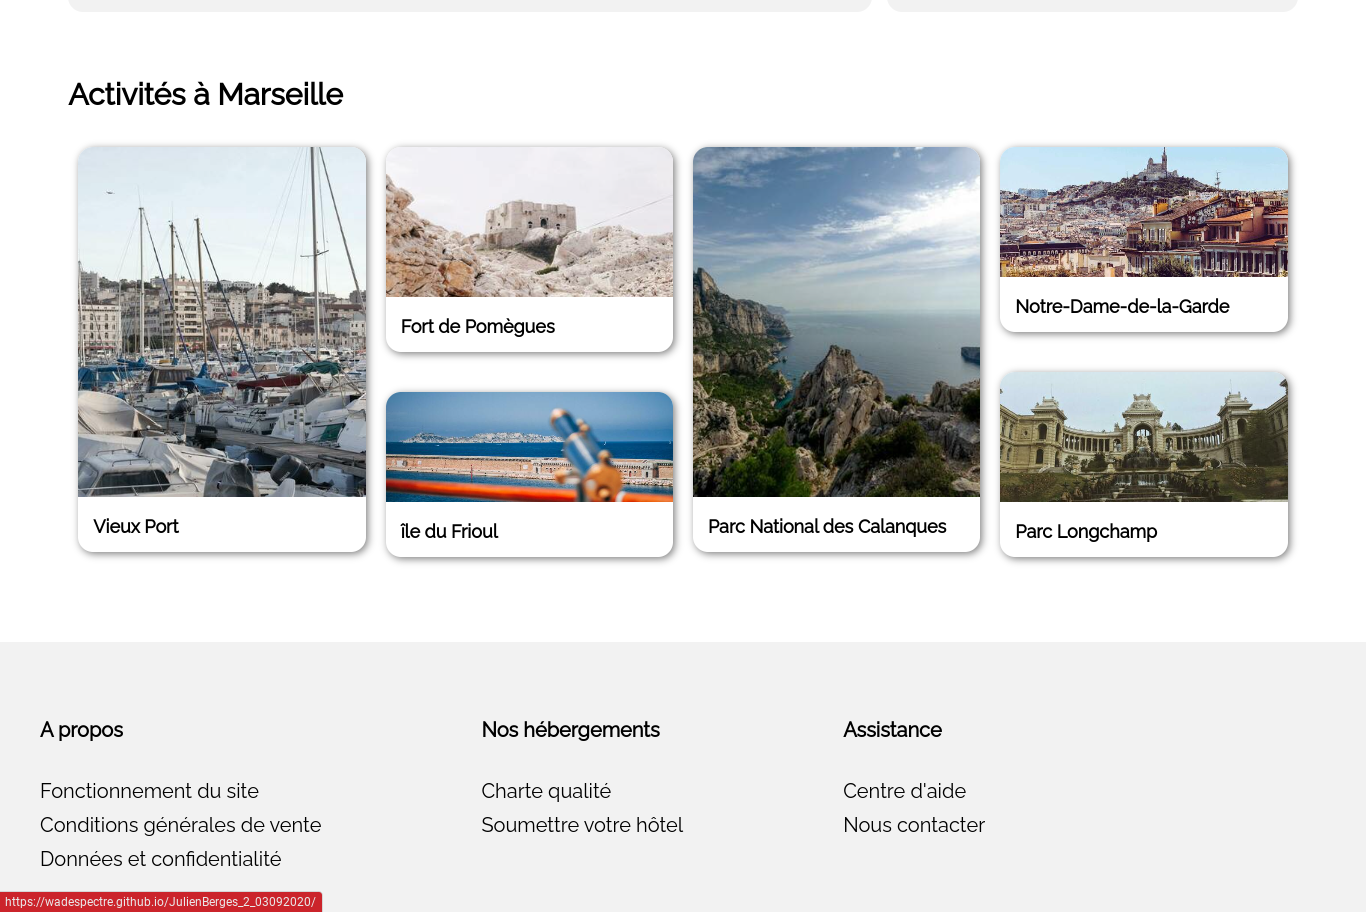 Activités à Marseille
Vieux Port
Fort de Pomègues
île du Frioul
Parc National des Calanques
Notre-Dame-de-la-Garde
Parc Longchamp
A propos
Fonctionnement du site
Conditions générales de vente
Données et confidentialité
Nos hébergements
Charte qualité
Soumettre votre hôtel
Assistance
Centre d'aide
Nous contacter
https://wadespectre.github.io/JulienBerges_2_03092020/